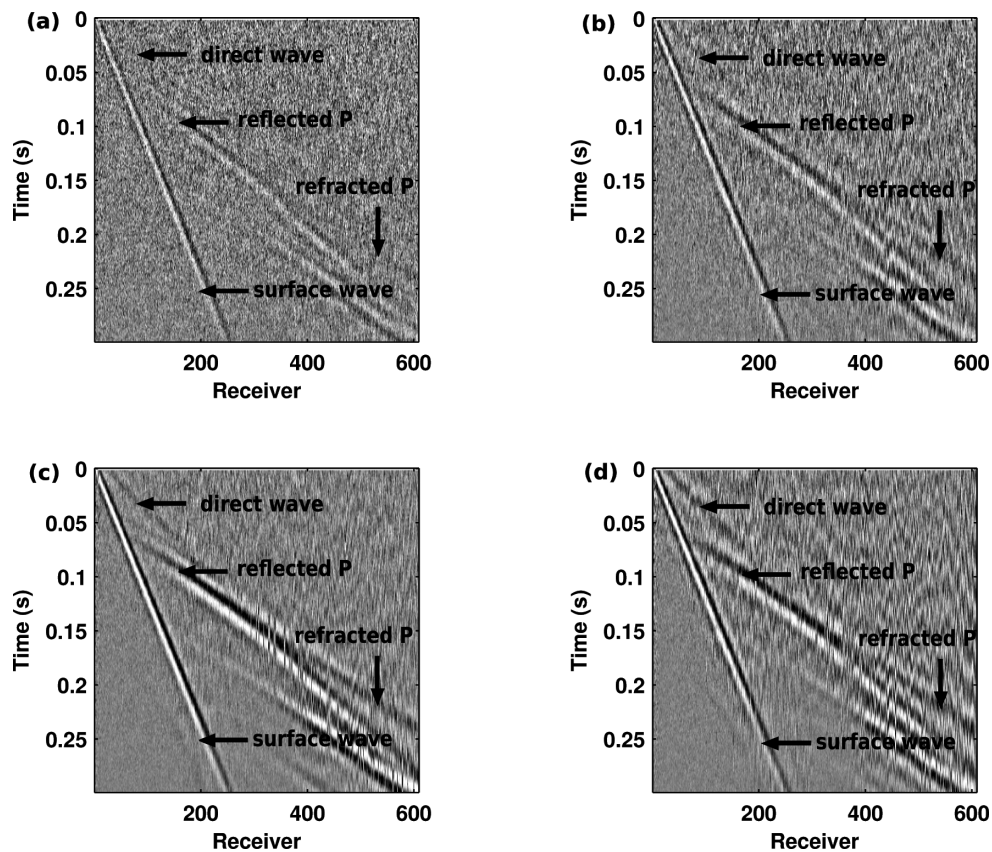 (a)
0
0.05
0.1
0.15
0.2
0.25
Time (s)
direct wave
reflected P
refracted P
surface wave
200
400
600
Receiver
(b)
0
0.05
0.1
0.15
0.2
0.25
Time (s)
direct wave
reflected P
refracted P
surface wave
200
400
600
Receiver
(c)
0
0.05
0.1
0.15
0.2
0.25
Time (s)
direct wave
reflected P
refracted P
surface wave
200
400
600
Receiver
(d)
0
0.05
0.1
0.15
0.2
0.25
Time (s)
direct wave
reflected P
refracted P
surface wave
200
400
600
Receiver